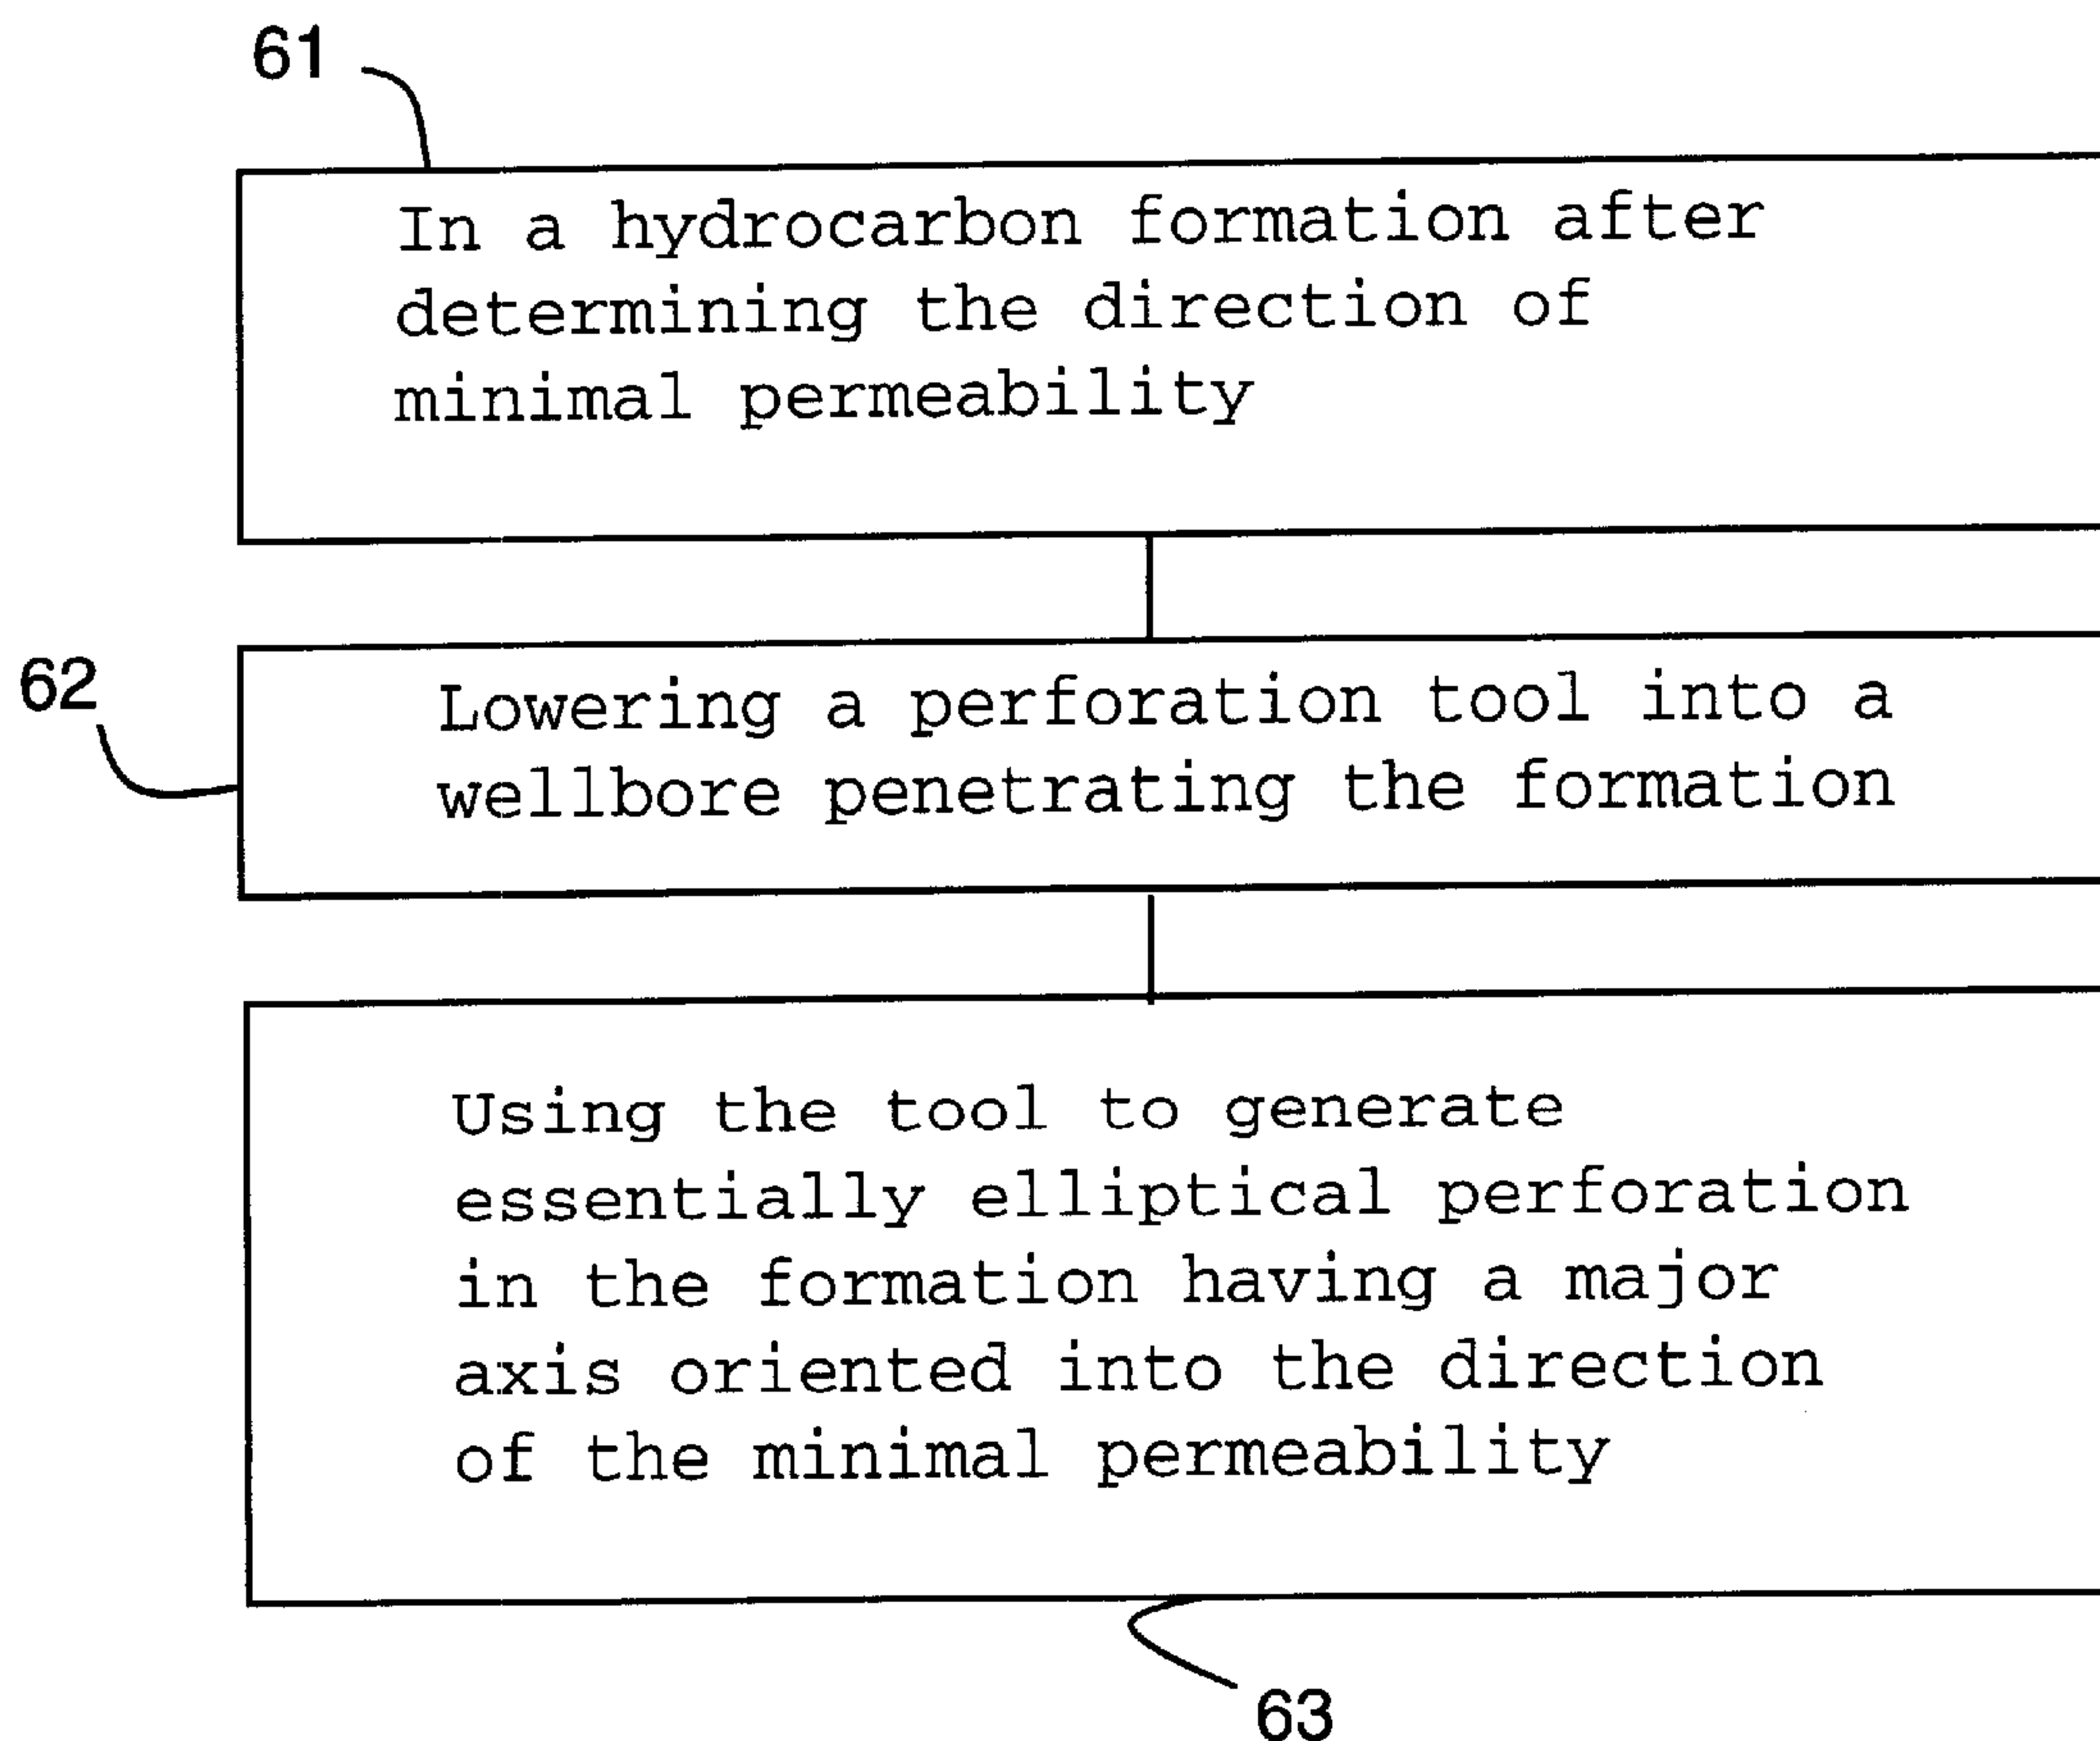 61
In a hydrocarbon formation after
determining the direction of
minimal permeability
62
Lowering a perforation tool into a
wellbore penetrating the formation
Using the tool to generate
essentially elliptical perforation
in the formation having a major
axis oriented into the direction
of the minimal permeability
63